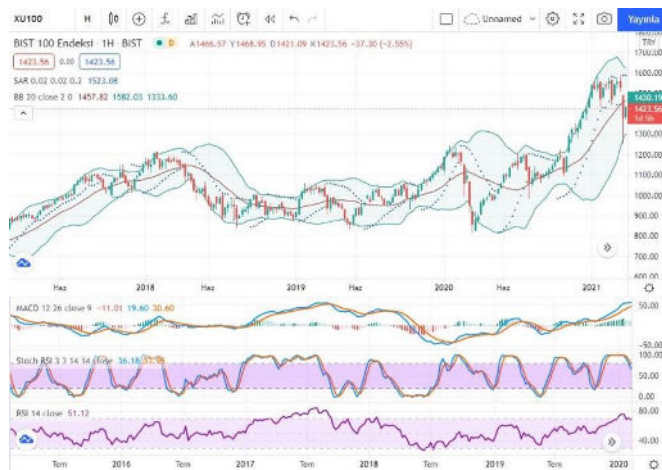 XU100 H Unnamed Yayınla
BIST 100 Endeksi · 1H · BIST D A1466.57 Y1468.95 D1421.09 K1423.56 −37.30 (−2.55%)
TRY
1423.56 0.00 1423.56
SAR 0.02 0.02 0.2 1523.08
BB 20 close 2 0 1457.82 1582.03 1333.60
1800.00
1700.00
1600.00
1500.00
1430.19
1423.56
1d 5h
1300.00
1200.00
1100.00
1000.00
900.00
800.00
700.00
600.00
Haz 2018 Haz 2019 Haz 2020 Haz 2021
MACD 12 26 close 9 −11.01 19.60 30.60
50.00
−50.00
Stoch RSI 3 3 14 14 close 36.18
100.00
50.00
0.00
RSI 14 close 51.12
80.00
40.00
Tem 2016 Tem 2017 Tem 2018 Tem 2019 Tem 2020